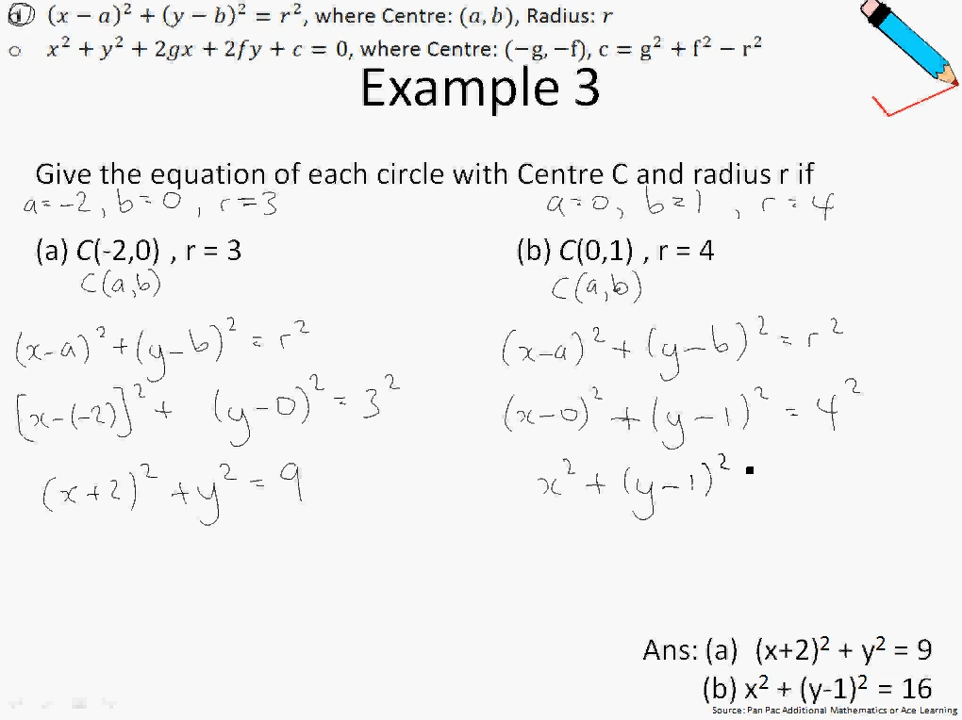 (x − a)² + (y − b)² = r², where Centre: (a, b), Radius: r
x² + y² + 2gx + 2fy + c = 0, where Centre: (−g, −f), c = g² + f² − r²
Example 3
Give the equation of each circle with Centre C and radius r if
a=-2, b=0, r=3
(a) C(-2,0) , r = 3
C(a,b)
(x-a)² + (y-b)² = r²
[x-(-2)]² + (y-0)² = 3²
(x+2)² + y² = 9
a=0, b=1, r=4
(b) C(0,1) , r = 4
C(a,b)
(x-a)² + (y-b)² = r²
(x-0)² + (y-1)² = 4²
x² + (y-1)²
Ans: (a) (x+2)² + y² = 9
(b) x² + (y-1)² = 16
Source: Pan Pac Additional Mathematics or Ace Learning